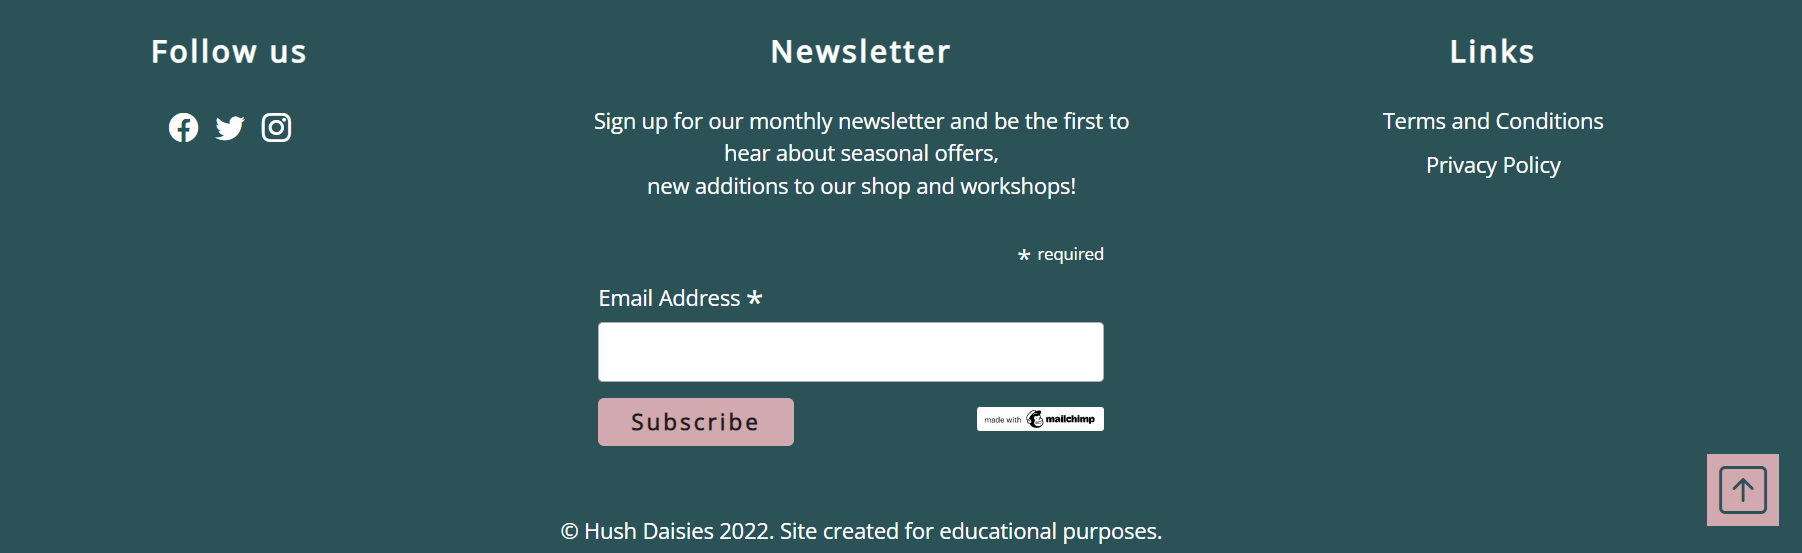 Follow us
Newsletter
Sign up for our monthly newsletter and be the first to
hear about seasonal offers,
new additions to our shop and workshops!
* required
Email Address *
Subscribe
made with mailchimp
Links
Terms and Conditions
Privacy Policy
© Hush Daisies 2022. Site created for educational purposes.